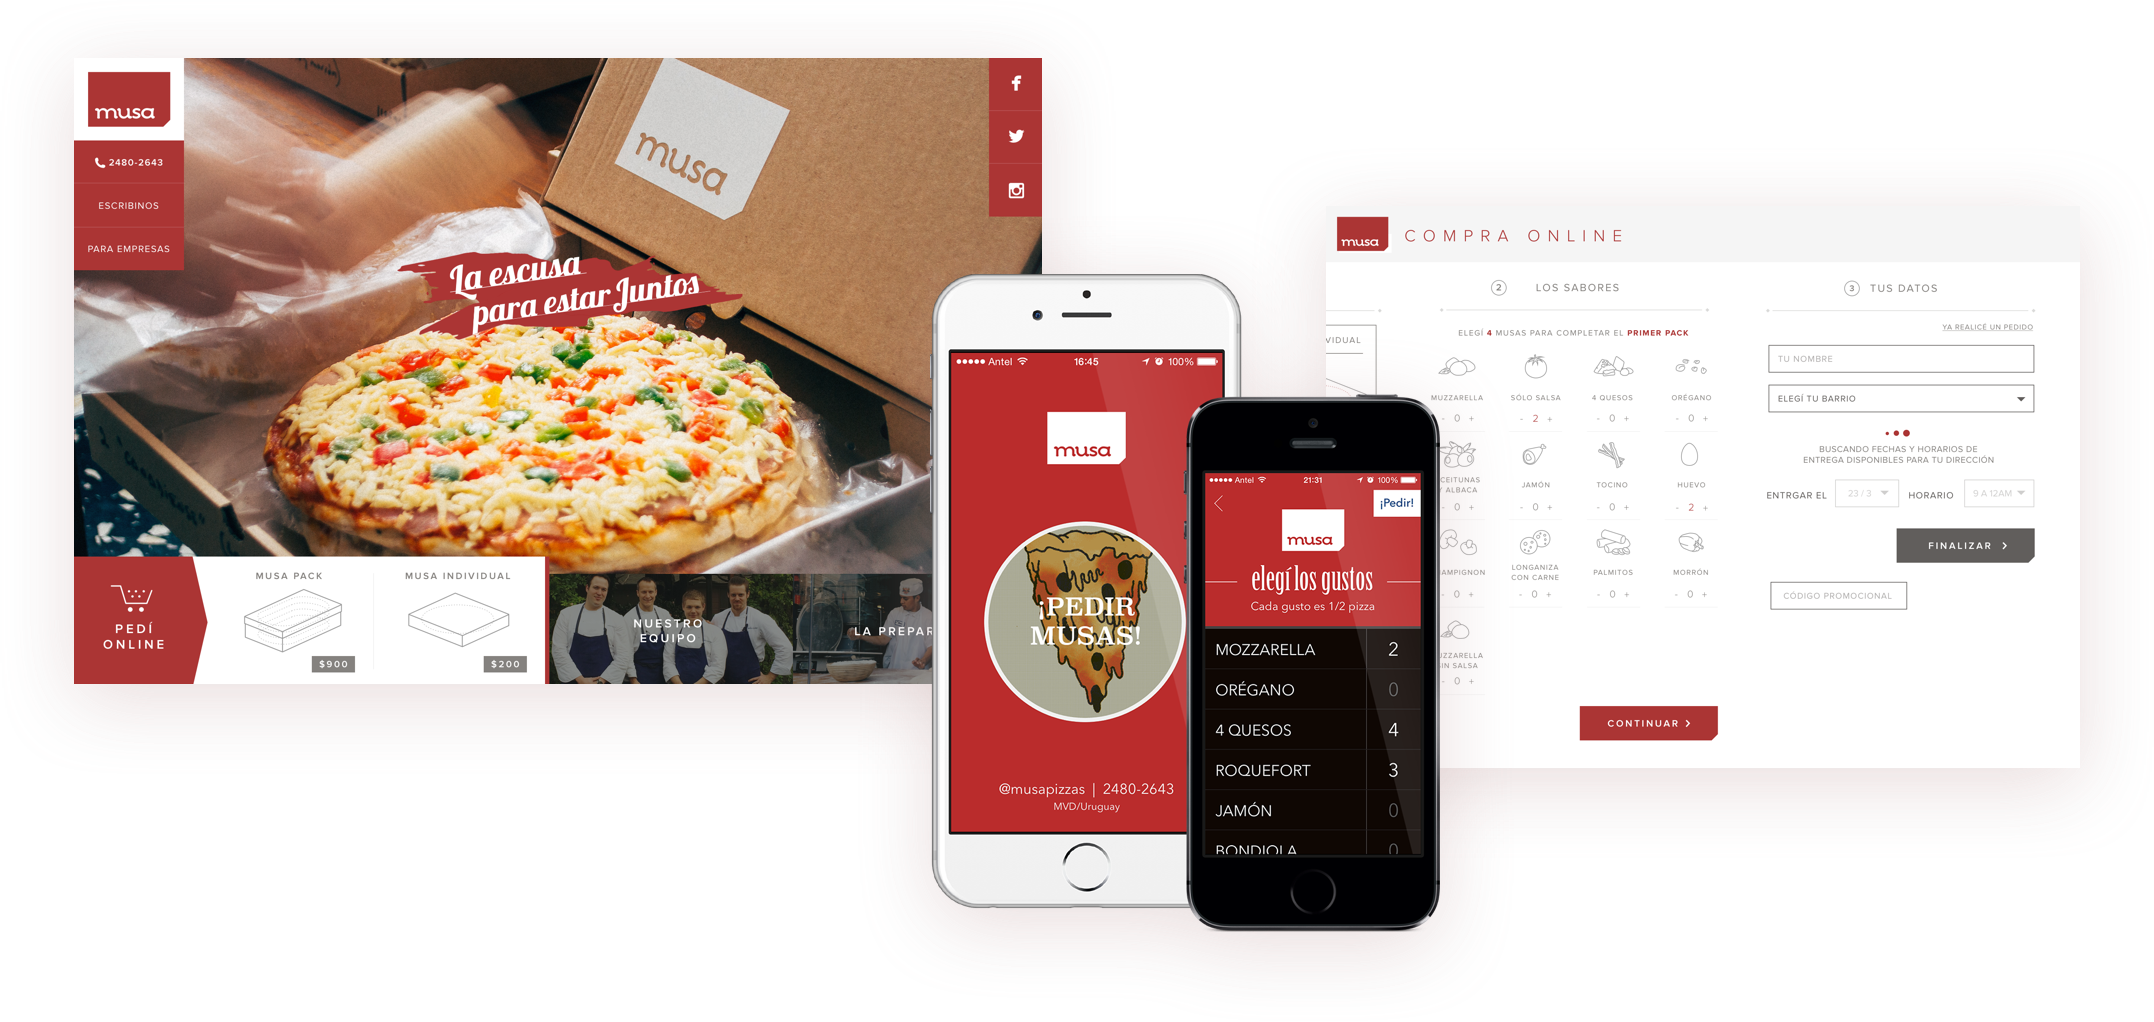 musa
2480-2643
ESCRIBINOS
PARA EMPRESAS
musa
La escusa
para estar Juntos
PEDÍ
ONLINE
MUSA PACK
$900
MUSA INDIVIDUAL
$200
NUESTRO
EQUIPO
LA PREPAR
Antel 16:45 100%
musa
¡PEDIR
MUSAS!
@musapizzas | 2480-2643
MVD/Uruguay
Antel 21:31 100%
¡Pedir!
musa
elegí los gustos
Cada gusto es 1/2 pizza
MOZZARELLA 2
ORÉGANO 0
4 QUESOS 4
ROQUEFORT 3
JAMÓN 0
BONDIOLA 0
musa COMPRA ONLINE
VIDUAL
2 LOS SABORES
ELEGÍ 4 MUSAS PARA COMPLETAR EL PRIMER PACK
MUZZARELLA SÓLO SALSA 4 QUESOS ORÉGANO
- 0 + - 2 + - 0 + - 0 +
CEITUNAS
Y ALBACA JAMÓN TOCINO HUEVO
- 0 + - 0 + - 0 + - 2 +
AMPIGNON LONGANIZA
CON CARNE PALMITOS MORRÓN
- 0 + - 0 + - 0 + - 0 +
ZZARELLA
IN SALSA
- 0 +
CONTINUAR >
3 TUS DATOS
YA REALICÉ UN PEDIDO
TU NOMBRE
ELEGÍ TU BARRIO
BUSCANDO FECHAS Y HORARIOS DE
ENTREGA DISPONIBLES PARA TU DIRECCIÓN
ENTRGAR EL 23 / 3 HORARIO 9 A 12AM
FINALIZAR >
CÓDIGO PROMOCIONAL